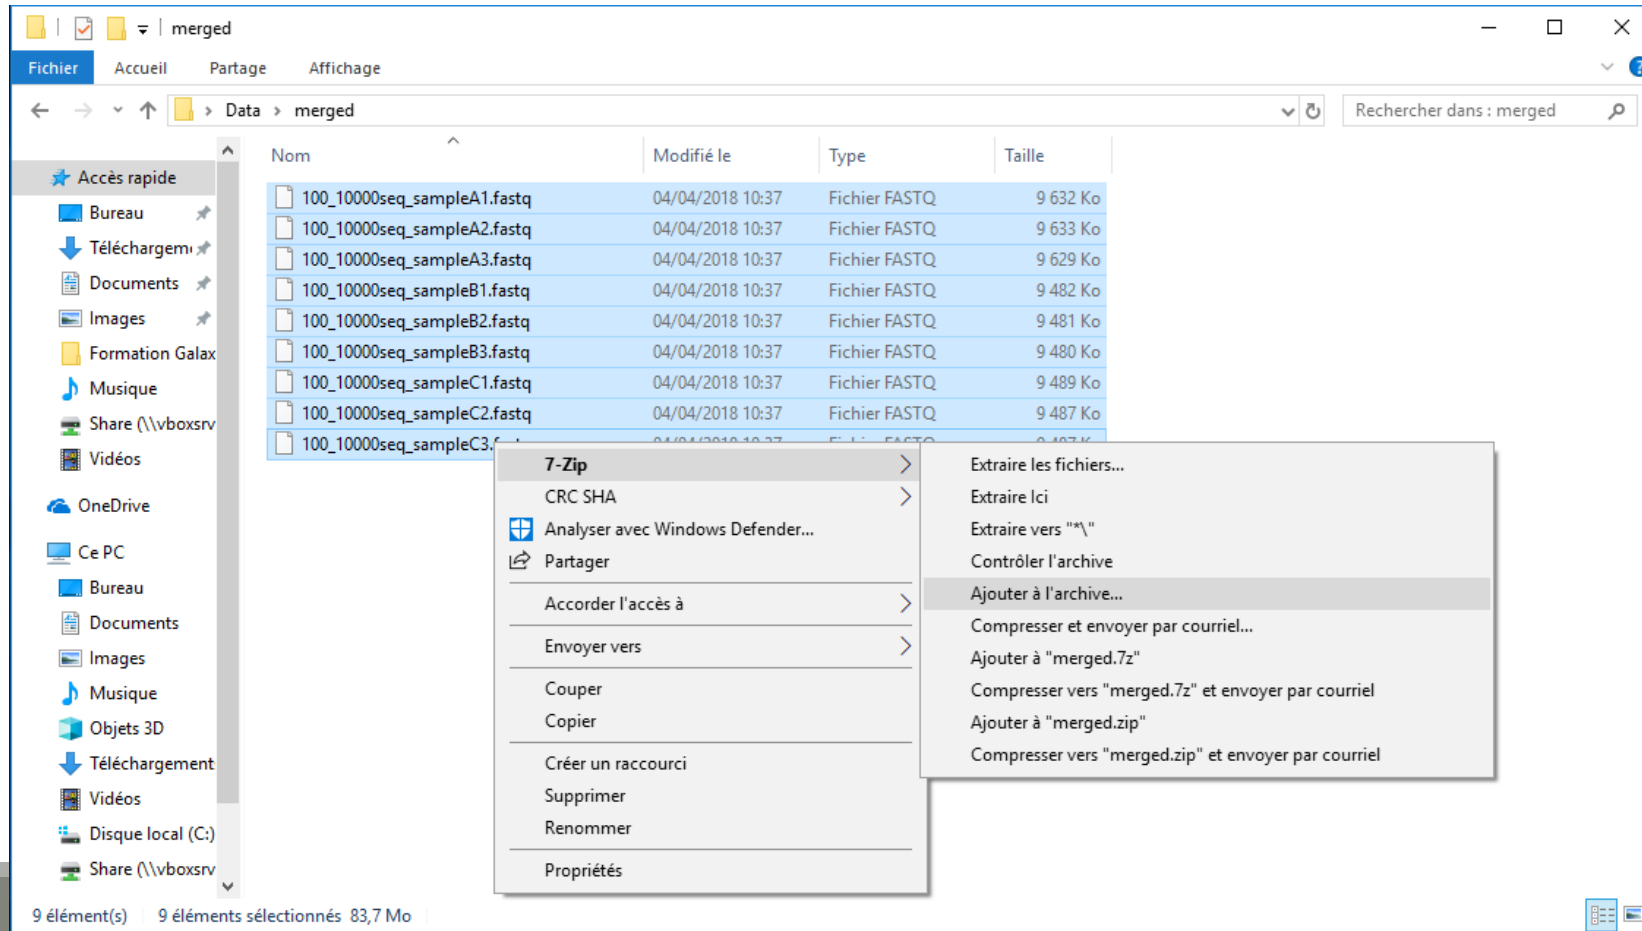 merged
Fichier Accueil Partage Affichage
Data merged
Rechercher dans : merged
Nom Modifié le Type Taille
Accès rapide
Bureau
Téléchargem
Documents
Images
Formation Galax
Musique
Share (\\vboxsrv
Vidéos
OneDrive
Ce PC
Bureau
Documents
Images
Musique
Objets 3D
Téléchargement
Vidéos
Disque local (C:)
Share (\\vboxsrv
100_10000seq_sampleA1.fastq 04/04/2018 10:37 Fichier FASTQ 9 632 Ko
100_10000seq_sampleA2.fastq 04/04/2018 10:37 Fichier FASTQ 9 633 Ko
100_10000seq_sampleA3.fastq 04/04/2018 10:37 Fichier FASTQ 9 629 Ko
100_10000seq_sampleB1.fastq 04/04/2018 10:37 Fichier FASTQ 9 482 Ko
100_10000seq_sampleB2.fastq 04/04/2018 10:37 Fichier FASTQ 9 481 Ko
100_10000seq_sampleB3.fastq 04/04/2018 10:37 Fichier FASTQ 9 480 Ko
100_10000seq_sampleC1.fastq 04/04/2018 10:37 Fichier FASTQ 9 489 Ko
100_10000seq_sampleC2.fastq 04/04/2018 10:37 Fichier FASTQ 9 487 Ko
100_10000seq_sampleC3.
7-Zip
CRC SHA
Analyser avec Windows Defender...
Partager
Accorder l'accès à
Envoyer vers
Couper
Copier
Créer un raccourci
Supprimer
Renommer
Propriétés
Extraire les fichiers...
Extraire Ici
Extraire vers "*\"
Contrôler l'archive
Ajouter à l'archive...
Compresser et envoyer par courriel...
Ajouter à "merged.7z"
Compresser vers "merged.7z" et envoyer par courriel
Ajouter à "merged.zip"
Compresser vers "merged.zip" et envoyer par courriel
9 élément(s) 9 éléments sélectionnés 83,7 Mo